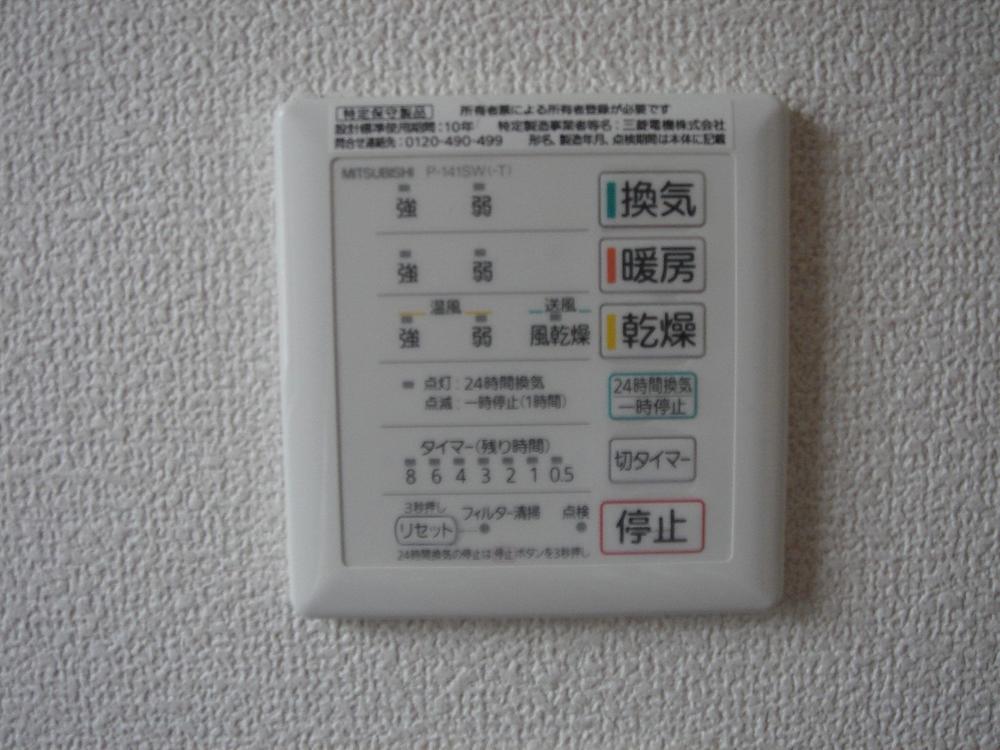 特定保守製品 所有者票による所有者登録が必要です
設計標準使用期間:10年 特定製造事業者等名:三菱電機株式会社
問合せ連絡先:0120-490-499 形名、製造年月、点検期間は本体に記載
MITSUBISHI P-141SW(-T)
強 弱 換気
強 弱 暖房
温風 送風
強 弱 風乾燥 乾燥
点灯:24時間換気
点滅:一時停止(1時間)
24時間換気
一時停止
タイマー(残り時間)
8 6 4 3 2 1 0.5
切タイマー
3秒押し
リセット フィルター清掃 点検
停止
24時間換気の停止は停止ボタンを3秒押し